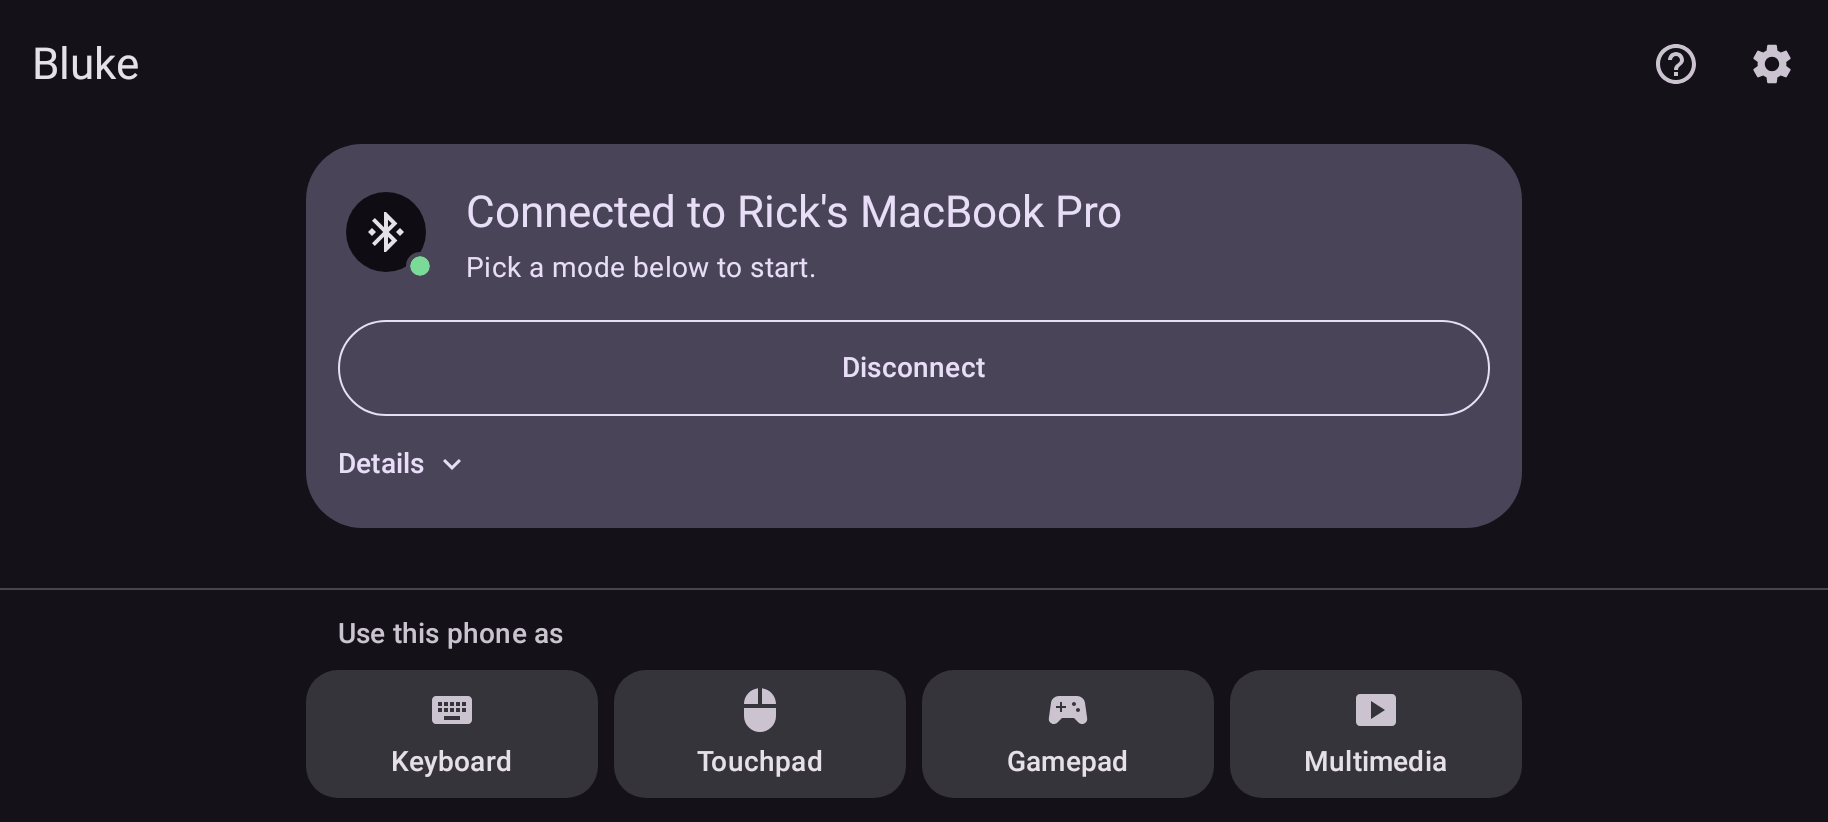 Bluke
Connected to Rick's MacBook Pro
Pick a mode below to start.
Disconnect
Details
Use this phone as
Keyboard
Touchpad
Gamepad
Multimedia